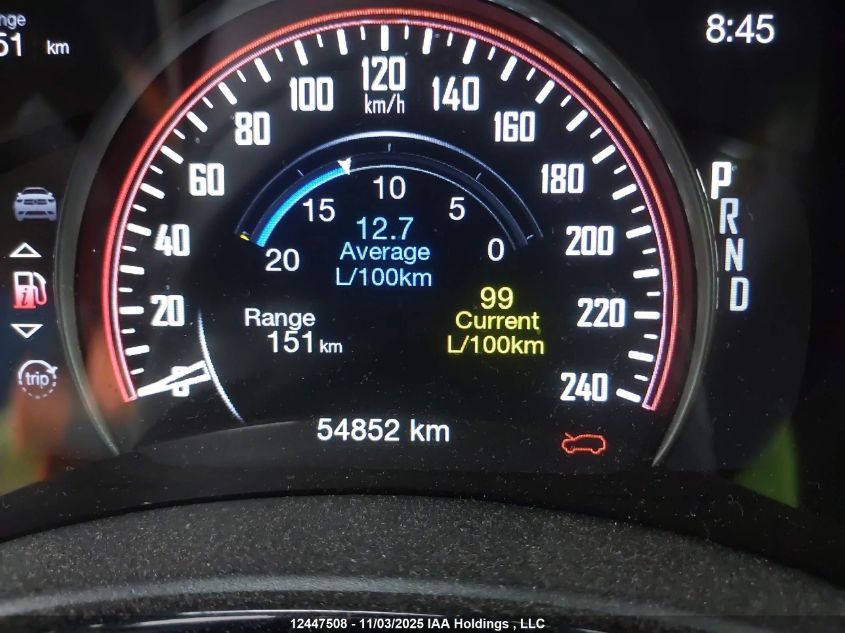 nge
51 km
8:45
0
20
40
60
80
100
120
km/h
140
160
180
200
220
240
20
15
10
5
0
12.7
Average
L/100km
99
Current
L/100km
Range
151 km
54852 km
P
R
N
D
i
trip
12447508 - 11/03/2025 IAA Holdings , LLC